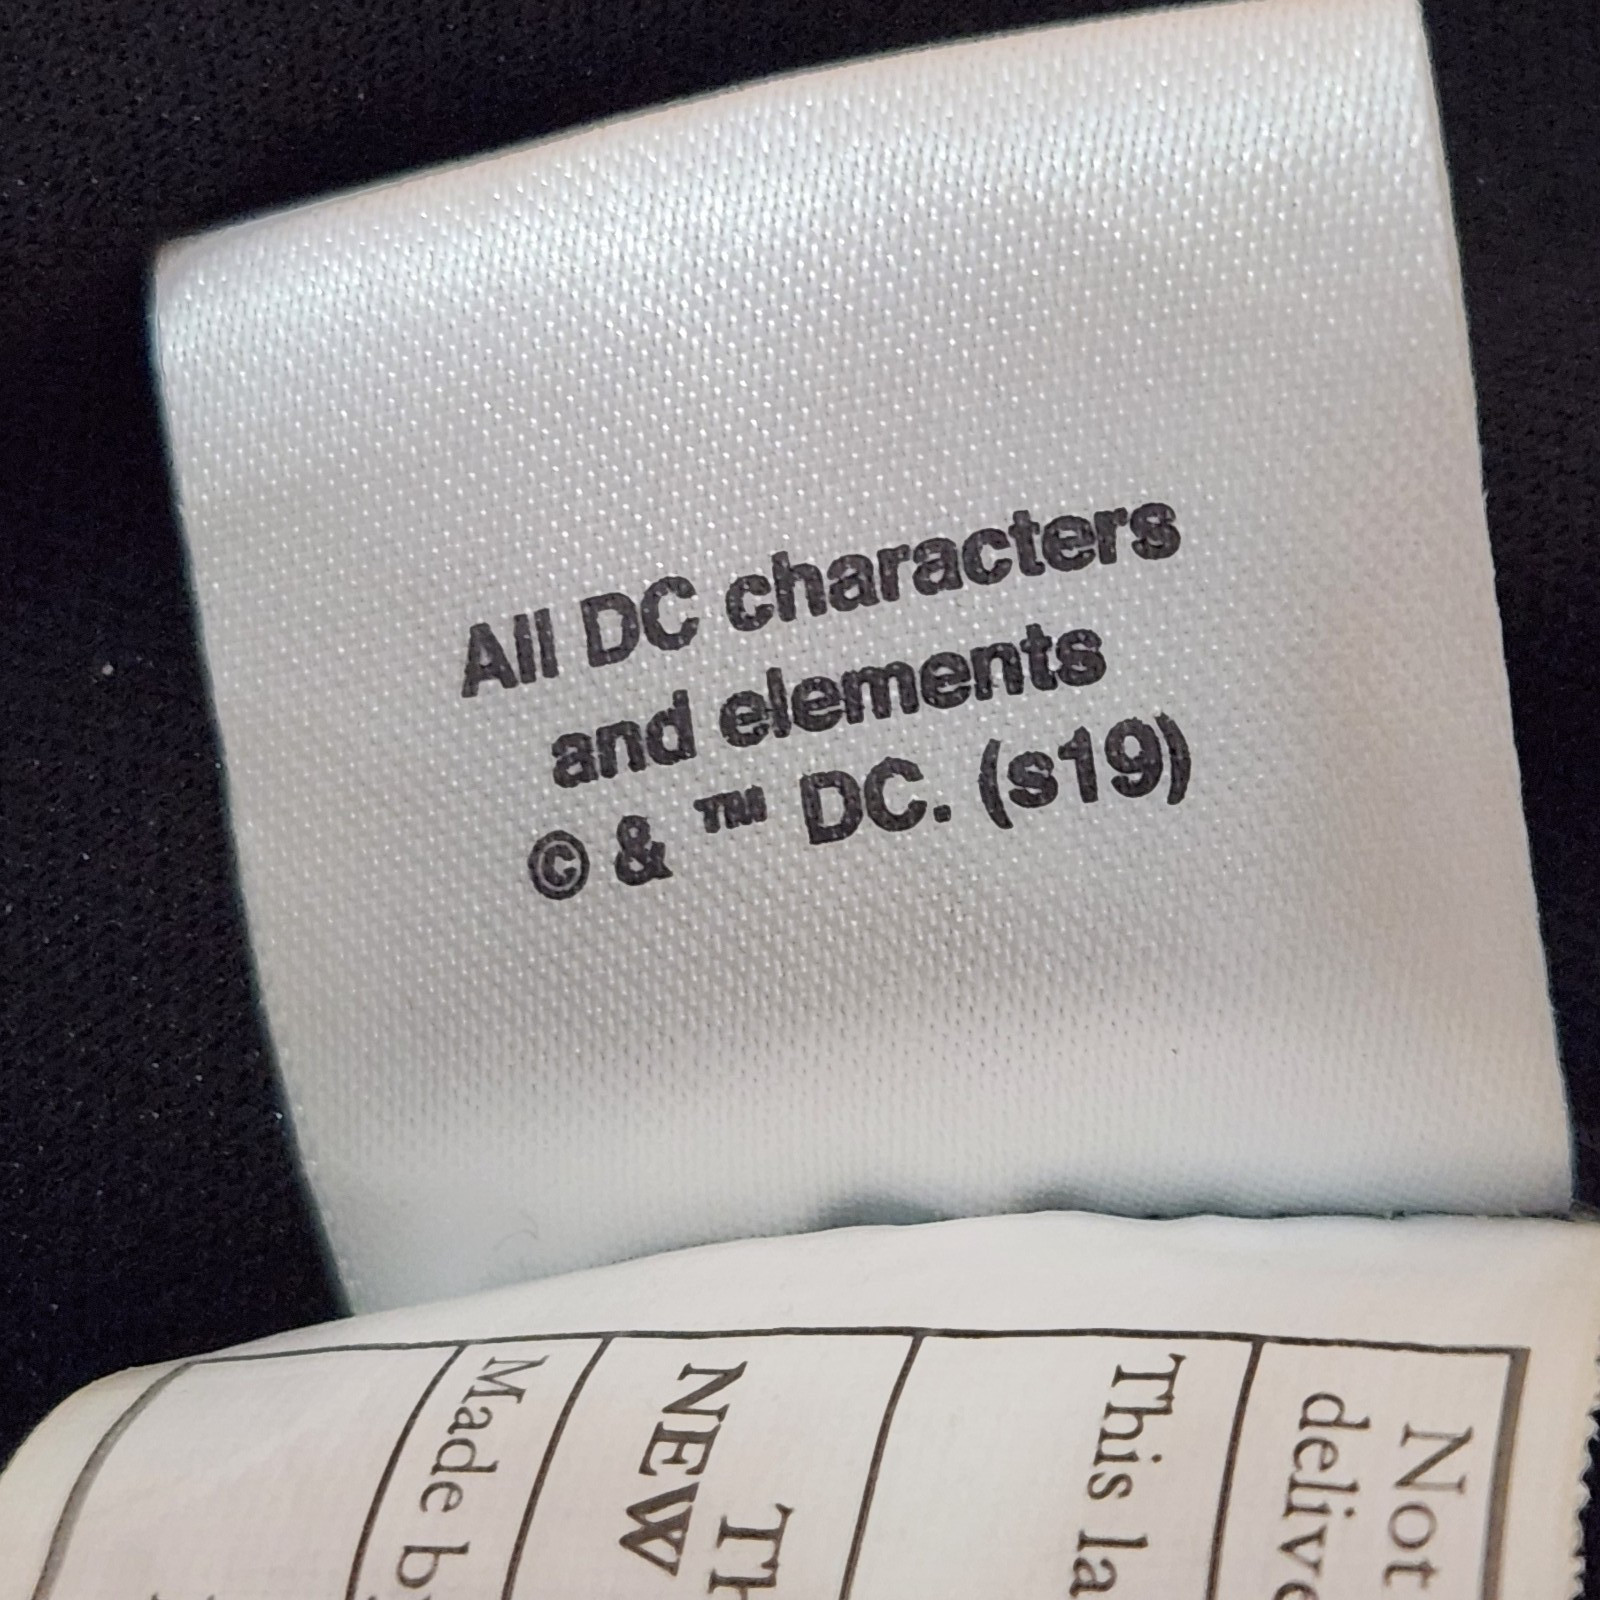 All DC characters
and elements
© & ™ DC. (s19)
Not
delive
This la
TH
NEW
Made b